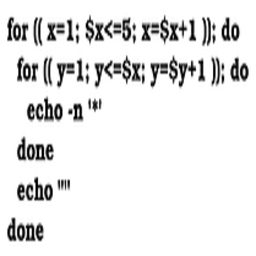 for (( x=1; $x<=5; x=$x+1 )); do
for (( y=1; y<=$x; y=$y+1 )); do
echo -n '*'
done
echo ""
done